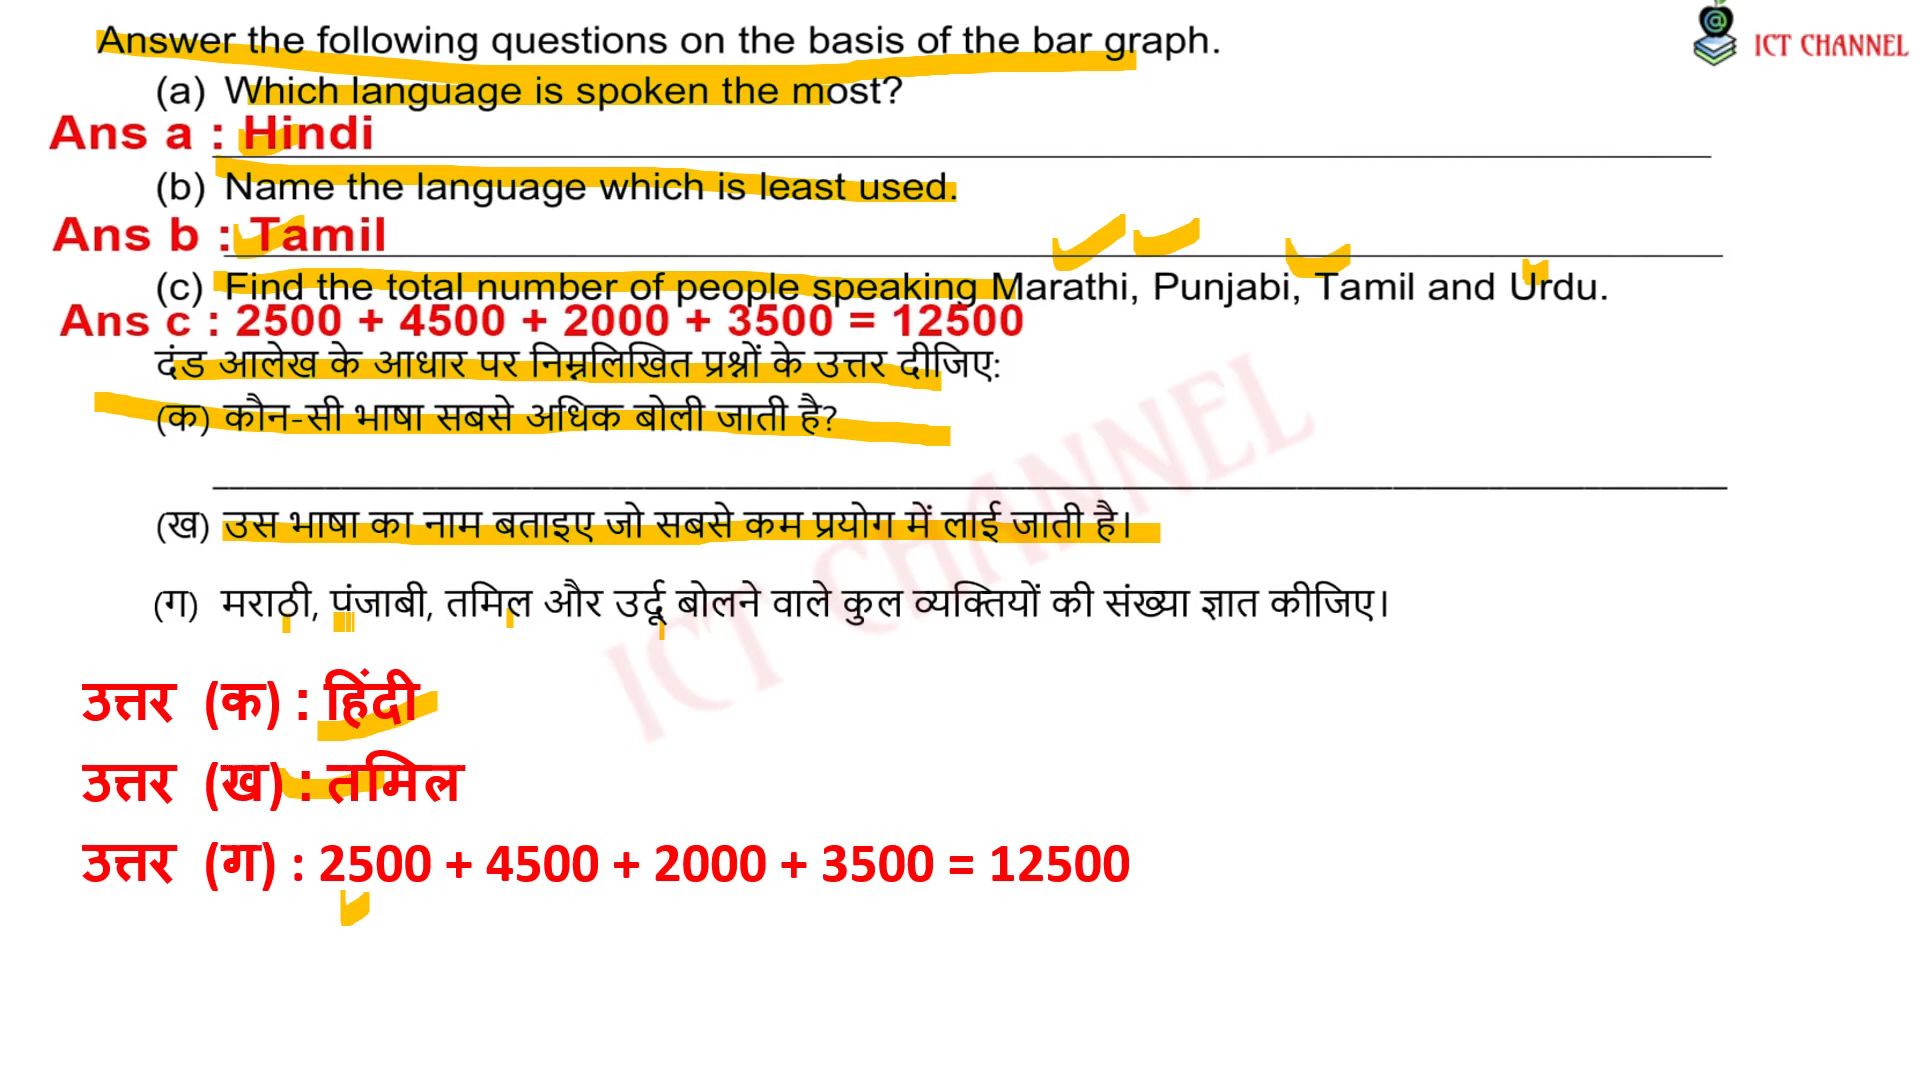 Answer the following questions on the basis of the bar graph.
ICT CHANNEL
(a) Which language is spoken the most?
Ans a : Hindi
(b) Name the language which is least used.
Ans b : Tamil
(c) Find the total number of people speaking Marathi, Punjabi, Tamil and Urdu.
Ans c : 2500 + 4500 + 2000 + 3500 = 12500
दंड आलेख के आधार पर निम्नलिखित प्रश्नों के उत्तर दीजिए:
(क) कौन-सी भाषा सबसे अधिक बोली जाती है?
(ख) उस भाषा का नाम बताइए जो सबसे कम प्रयोग में लाई जाती है।
(ग) मराठी, पंजाबी, तमिल और उर्दू बोलने वाले कुल व्यक्तियों की संख्या ज्ञात कीजिए।
ICT CHANNEL
उत्तर (क) : हिंदी
उत्तर (ख) : तमिल
उत्तर (ग) : 2500 + 4500 + 2000 + 3500 = 12500